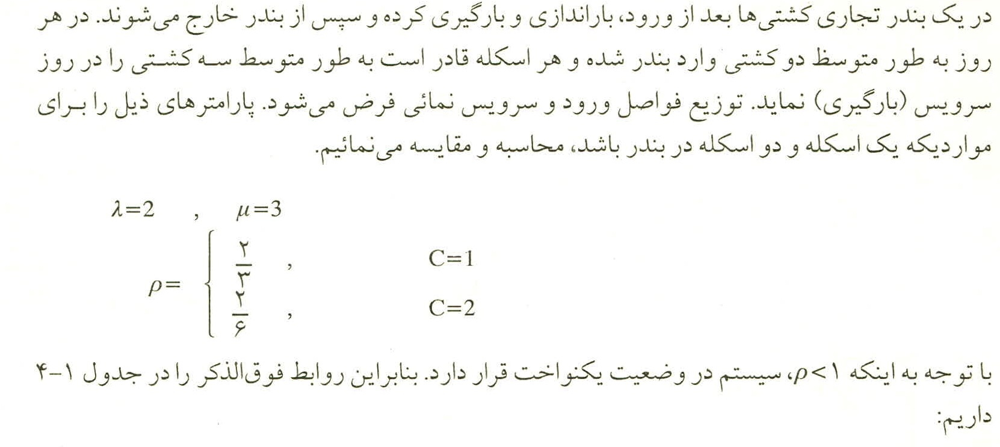 در یک بندر تجاری کشتی‌ها بعد از ورود، باراندازی و بارگیری کرده و سپس از بندر خارج می‌شوند. در هر
روز به طور متوسظ دو کشتی وارد بندر شده و هر اسکله قادر است به طور متوسط سه کشتی را در روز
سرویس (بارگیری) نماید. توزیع فواصل ورود و سرویس نمائی فرض می‌شود. پارامترهای ذیل را برای
مواردیکه یک اسکله و دو اسکله در بندر باشد، محاسبه و مقایسه می‌نمائیم.
λ=2 , μ=3
ρ= { ۲/۳ , C=1
۲/۶ , C=2
با توجه به اینکه ρ<۱، سیستم در وضعیت یکنواخت قرار دارد. بنابراین روابط فوق‌الذکر را در جدول ۱-۴
داریم: